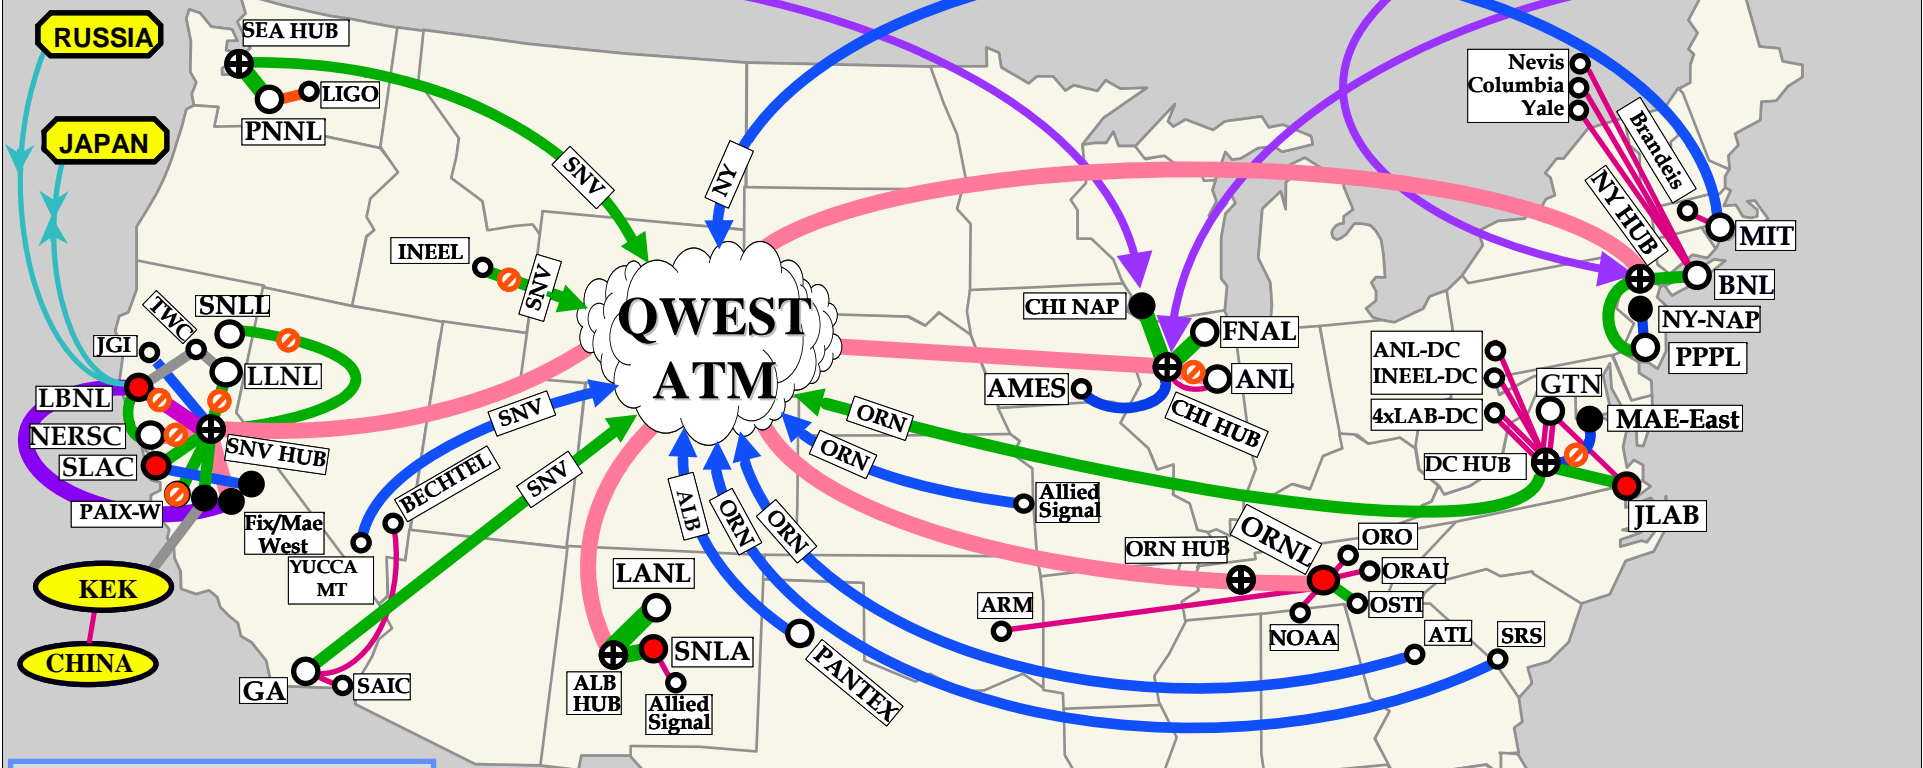 RUSSIA
JAPAN
SEA HUB
LIGO
PNNL
SNV
NY
INEEL
SNV
QWEST
ATM
TWC
SNLL
JGI
LLNL
LBNL
NERSC
SLAC
PAIX-W
SNV HUB
Fix/Mae
West
KEK
CHINA
SNV
BECHTEL
SNV
YUCCA
MT
GA
SAIC
ALB
ORN
ORN
ORN
ORN
Allied
Signal
LANL
SNLA
ALB
HUB
Allied
Signal
PANTEX
ARM
CHI NAP
FNAL
AMES
ANL
CHI HUB
ORN HUB
ORNL
ORO
ORAU
OSTI
NOAA
ATL
SRS
Nevis
Columbia
Yale
Brandeis
NY HUB
MIT
BNL
NY-NAP
PPPL
ANL-DC
INEEL-DC
4xLAB-DC
GTN
MAE-East
DC HUB
JLAB